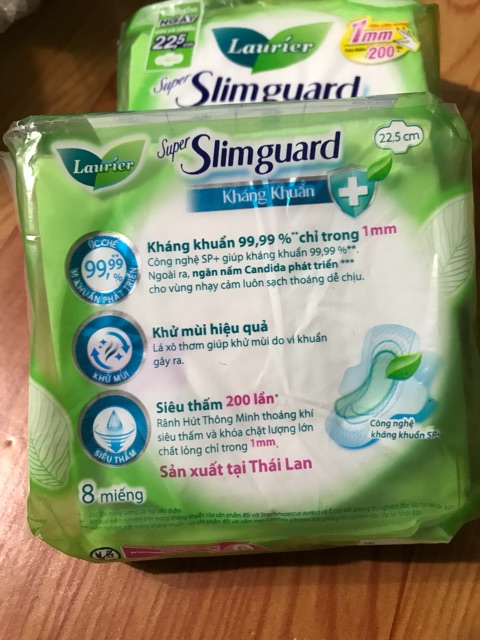 NGÀY
22,5
Laurier
1mm
200
Super Slimguard
Laurier
Super Slimguard
22,5 cm
Kháng Khuẩn
ỨC CHẾ
99,99%**
VI KHUẨN PHÁT TRIỂN
Kháng khuẩn 99,99 %**chỉ trong 1mm
Công nghệ SP+ giúp kháng khuẩn 99,99 %**.
Ngoài ra, ngăn nấm Candida phát triển ***
cho vùng nhạy cảm luôn sạch thoáng dễ chịu.
KHỬ MÙI
Khử mùi hiệu quả
Lá xô thơm giúp khử mùi do vi khuẩn
gây ra.
SIÊU THẤM
Siêu thấm 200 lần*
Rãnh Hút Thông Minh thoáng khí
siêu thấm và khóa chặt lượng lớn
chất lỏng chỉ trong 1mm.
Công nghệ
kháng khuẩn SP+
Sản xuất tại Thái Lan
8 miếng